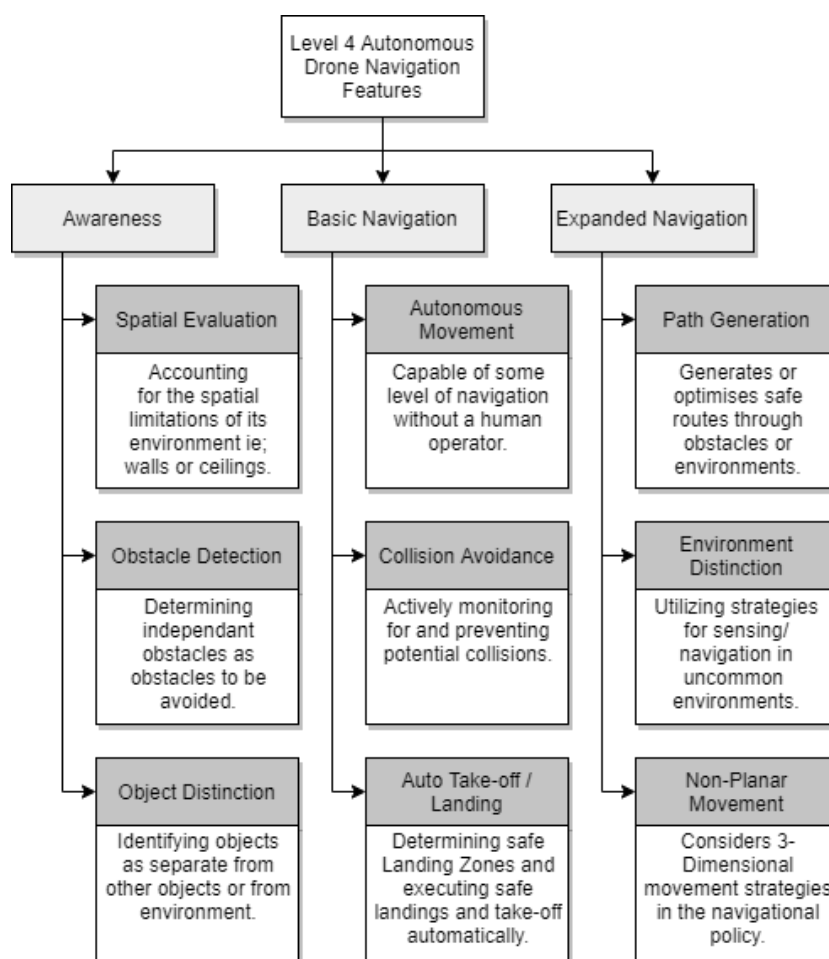 Level 4 Autonomous
Drone Navigation
Features
Awareness
Basic Navigation
Expanded Navigation
Spatial Evaluation
Accounting
for the spatial
limitations of its
environment ie;
walls or ceilings.
Obstacle Detection
Determining
independant
obstacles as
obstacles to be
avoided.
Object Distinction
Identifying objects
as separate from
other objects or from
environment.
Autonomous
Movement
Capable of some
level of navigation
without a human
operator.
Collision Avoidance
Actively monitoring
for and preventing
potential collisions.
Auto Take-off /
Landing
Determining safe
Landing Zones and
executing safe
landings and take-off
automatically.
Path Generation
Generates or
optimises safe
routes through
obstacles or
environments.
Environment
Distinction
Utilizing strategies
for sensing/
navigation in
uncommon
environments.
Non-Planar
Movement
Considers 3-
Dimensional
movement strategies
in the navigational
policy.